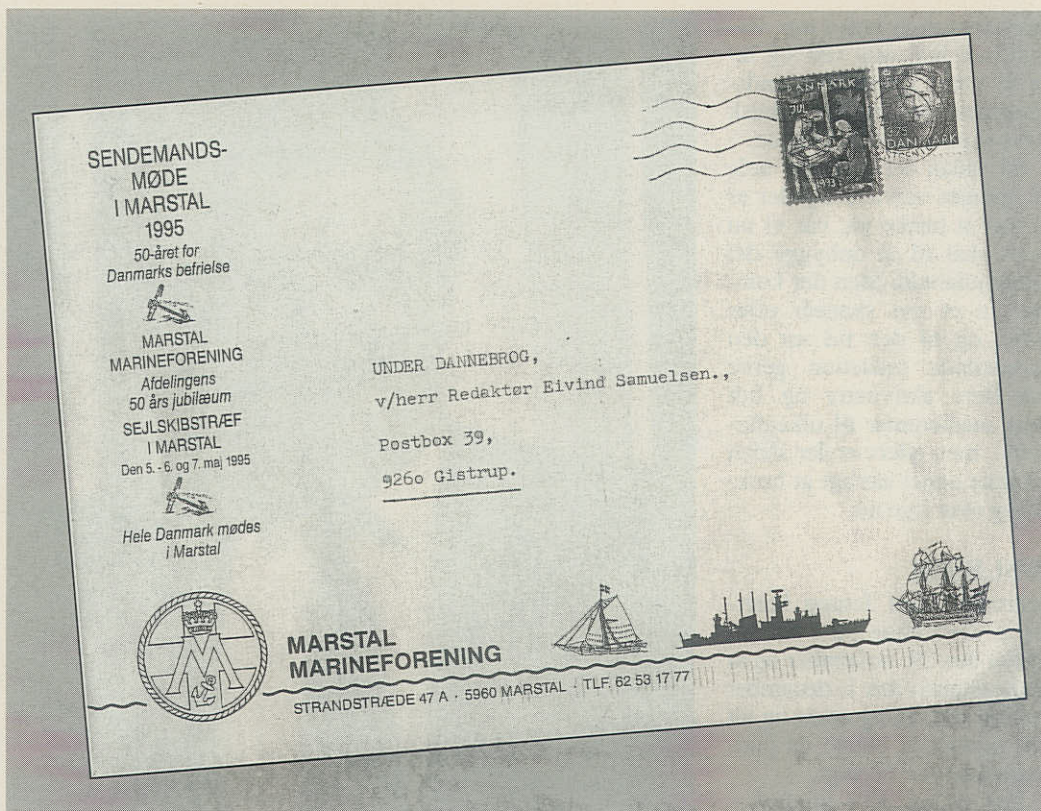 SENDEMANDS-
MØDE
I MARSTAL
1995
50-året for
Danmarks befrielse
MARSTAL
MARINEFORENING
Afdelingens
50 års jubilæum
SEJLSKIBSTRÆF
I MARSTAL
Den 5. - 6. og 7. maj 1995
Hele Danmark mødes
i Marstal
DANMARK
JUL
1993
DANMARK
UNDER DANNEBROG,
v/herr Redaktør Eivind Samuelsen.,
Postbox 39,
926o Gistrup.
M
MARSTAL
MARINEFORENING
STRANDSTRÆDE 47 A · 5960 MARSTAL · TLF. 62 53 17 77